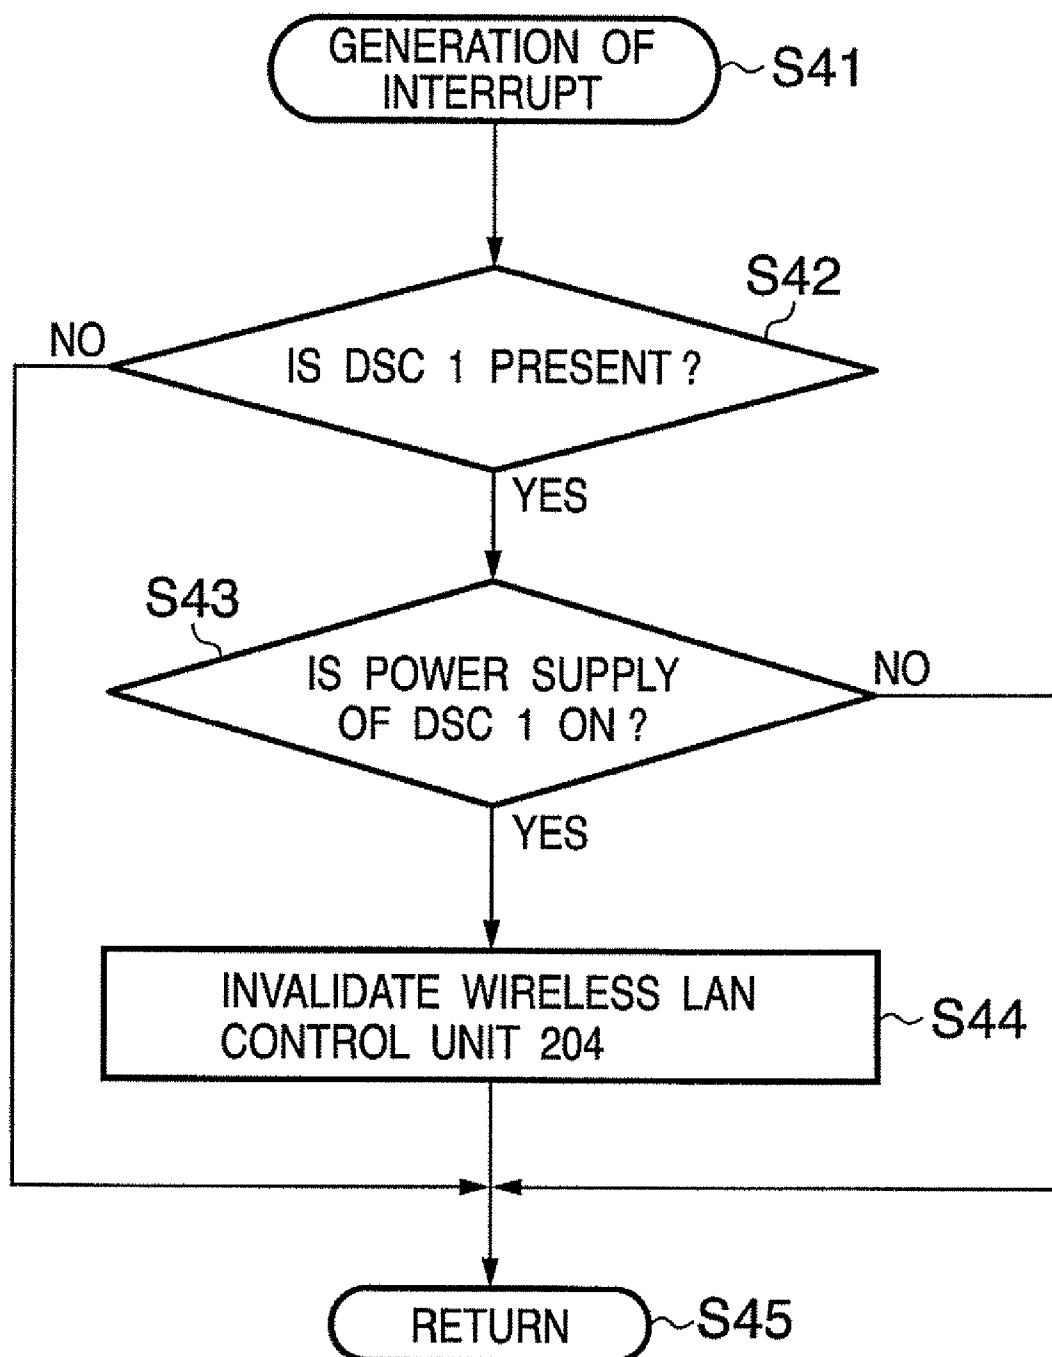 GENERATION OF
INTERRUPT
S41
S42
NO
IS DSC 1 PRESENT?
YES
S43
IS POWER SUPPLY
OF DSC 1 ON?
NO
YES
INVALIDATE WIRELESS LAN
CONTROL UNIT 204
S44
RETURN
S45